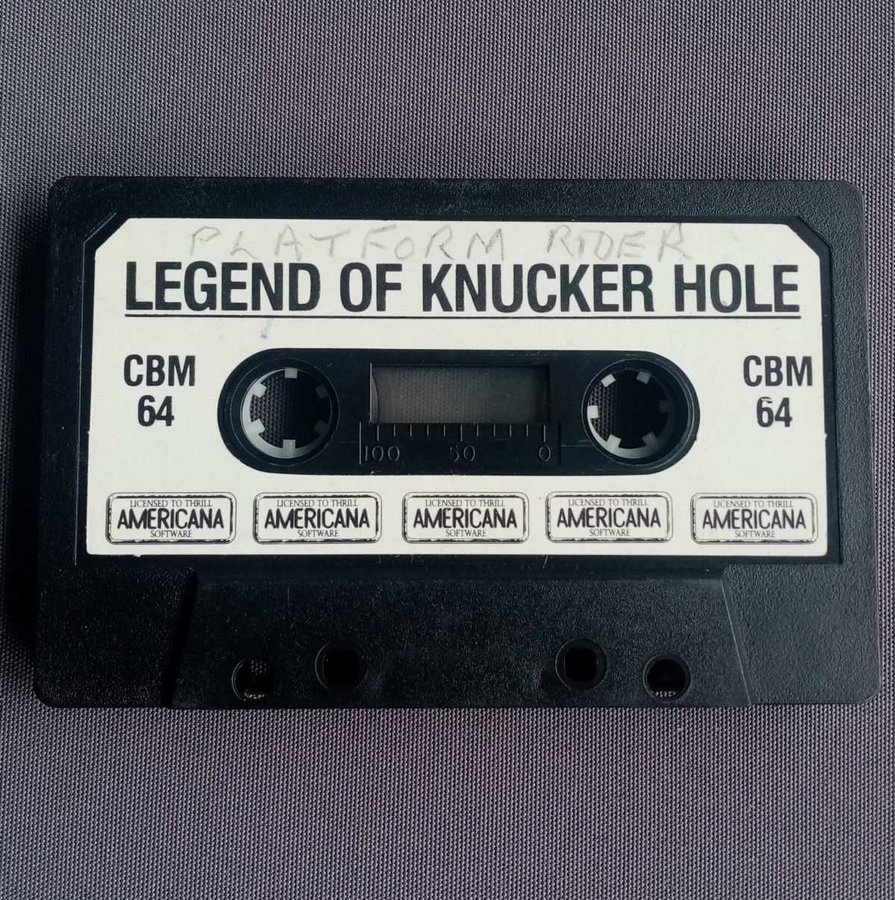 PLATFORM RIDER
LEGEND OF KNUCKER HOLE
CBM
64
CBM
64
100 50 0
LICENSED TO THRILL
AMERICANA
SOFTWARE
LICENSED TO THRILL
AMERICANA
SOFTWARE
LICENSED TO THRILL
AMERICANA
SOFTWARE
LICENSED TO THRILL
AMERICANA
SOFTWARE
LICENSED TO THRILL
AMERICANA
SOFTWARE